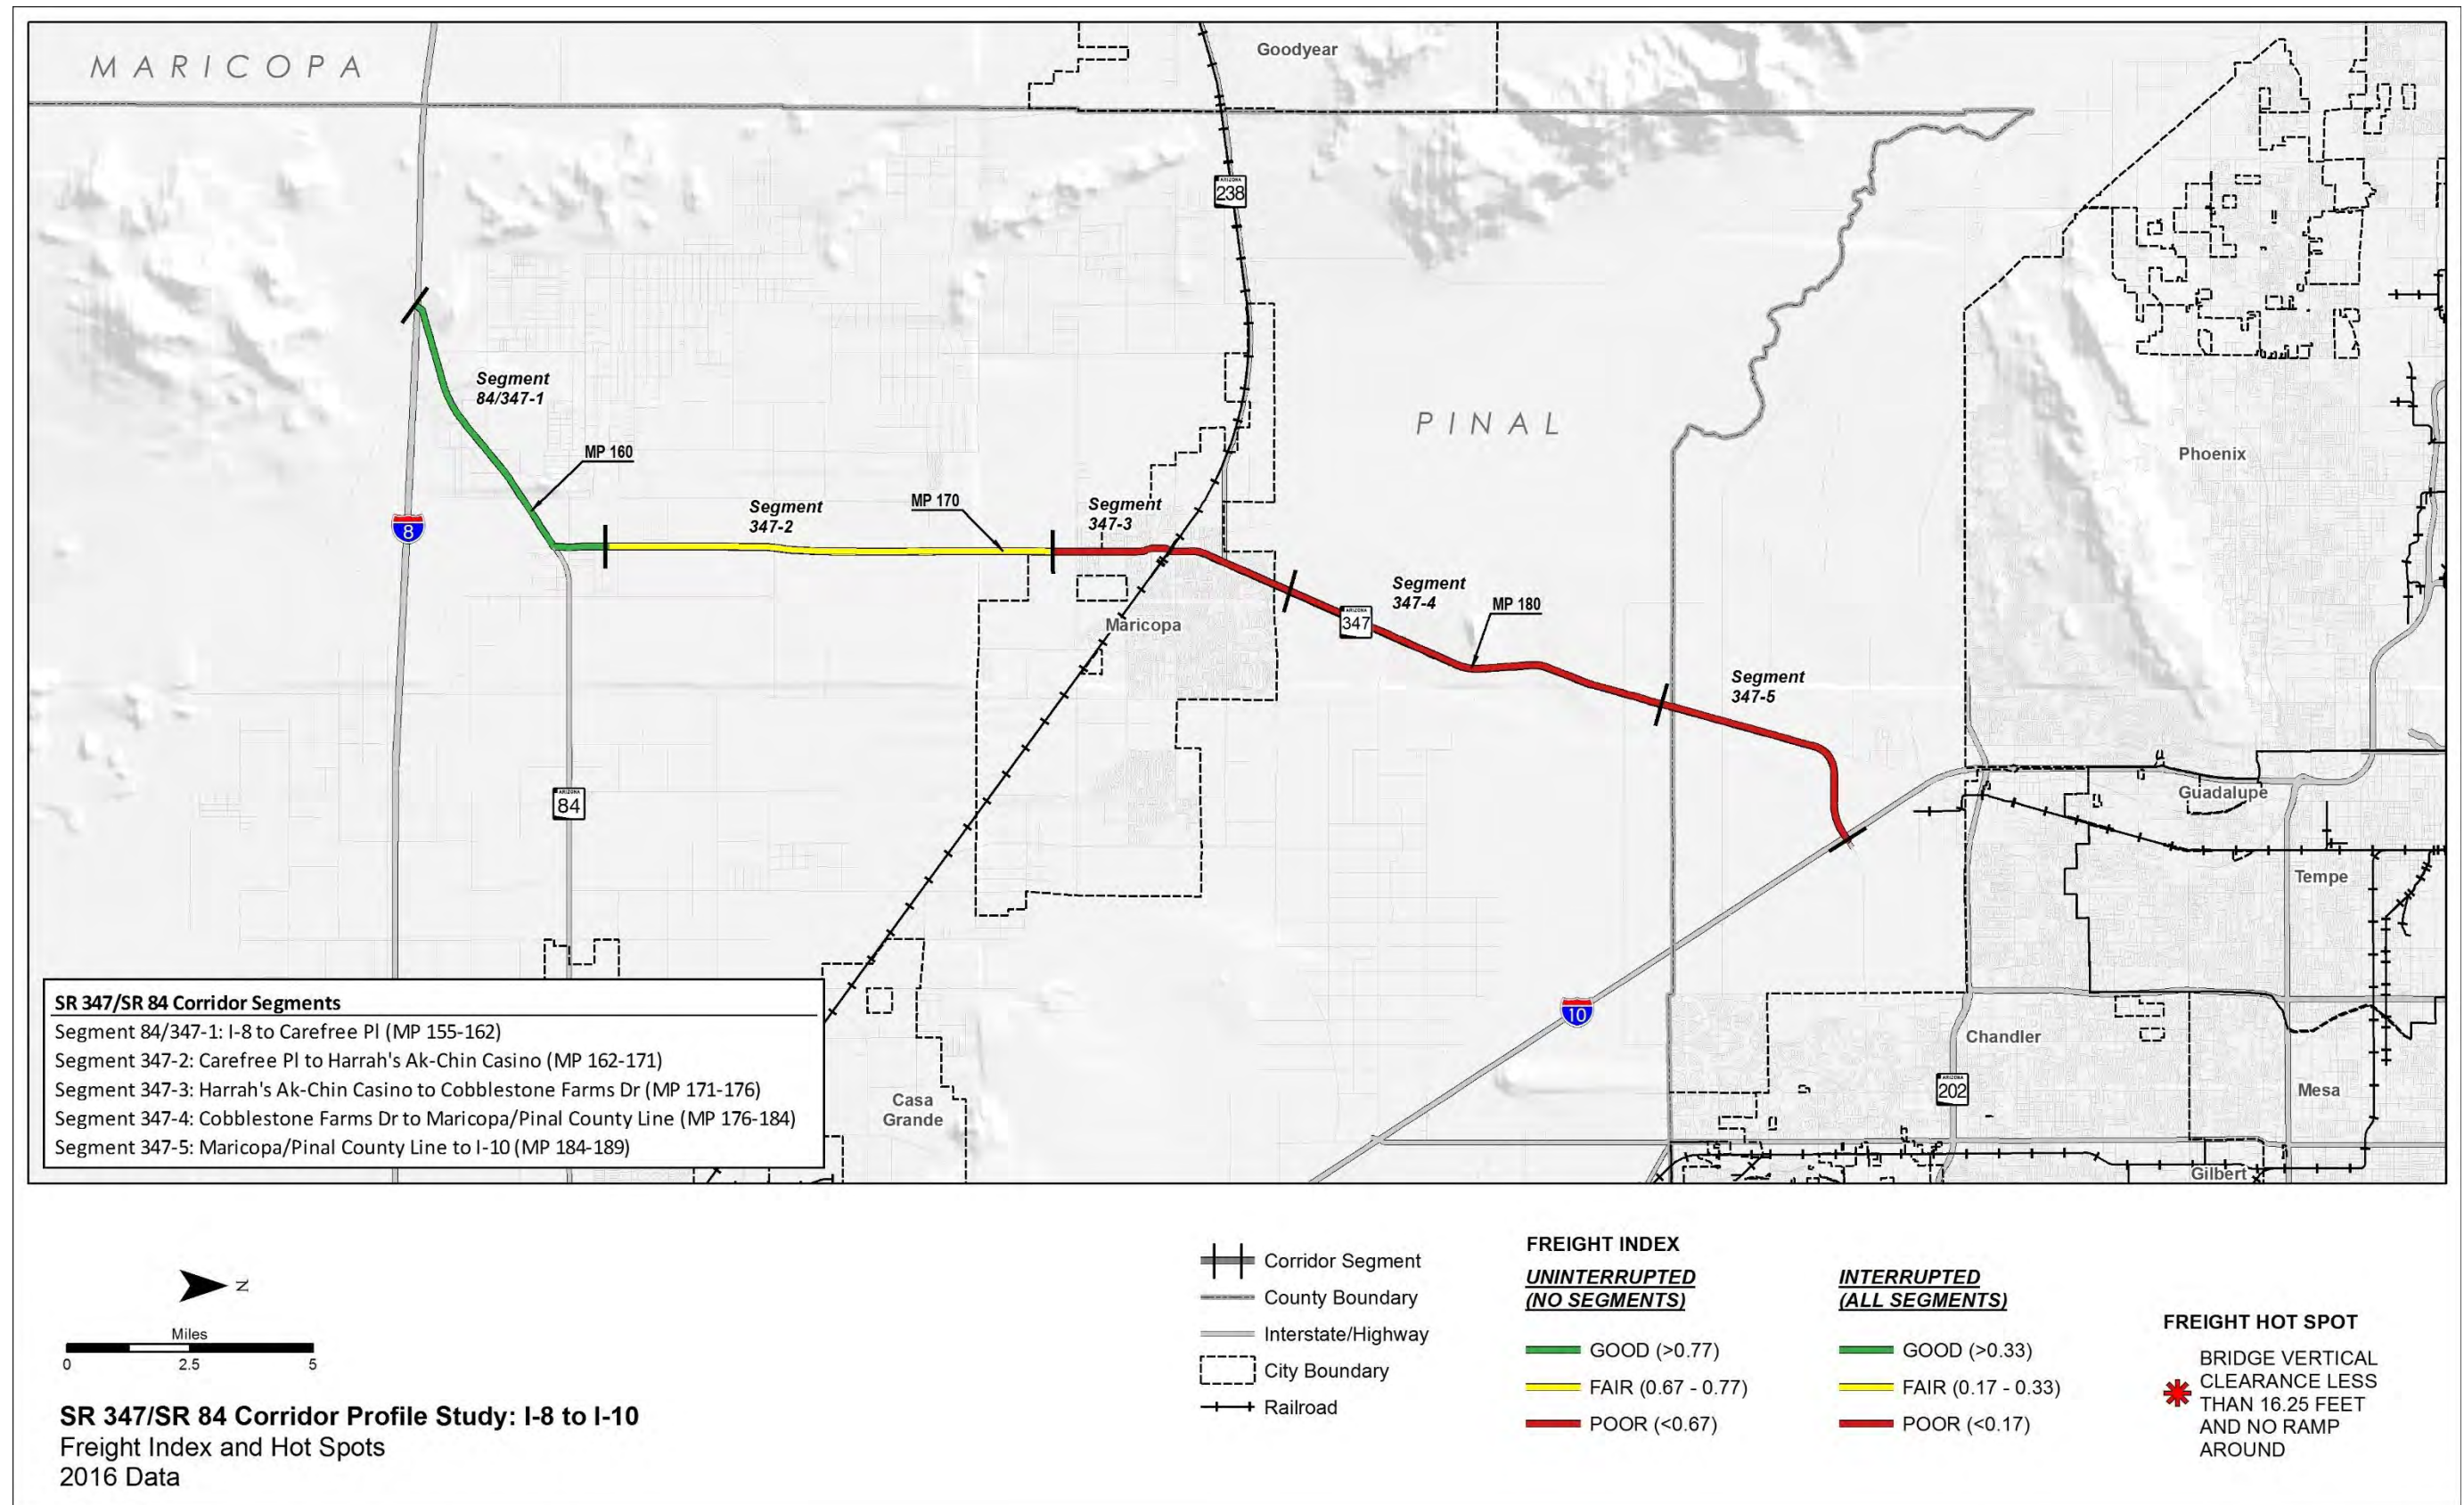 MARICOPA
Goodyear
ARIZONA
238
Segment
84/347-1
PINAL
Phoenix
MP 160
Segment
347-2
MP 170
Segment
347-3
8
Segment
347-4
MP 180
ARIZONA
347
Maricopa
Segment
347-5
ARIZONA
84
Guadalupe
Tempe
10
Chandler
ARIZONA
202
Mesa
Casa
Grande
Gilbert
SR 347/SR 84 Corridor Segments
Segment 84/347-1: I-8 to Carefree Pl (MP 155-162)
Segment 347-2: Carefree Pl to Harrah's Ak-Chin Casino (MP 162-171)
Segment 347-3: Harrah's Ak-Chin Casino to Cobblestone Farms Dr (MP 171-176)
Segment 347-4: Cobblestone Farms Dr to Maricopa/Pinal County Line (MP 176-184)
Segment 347-5: Maricopa/Pinal County Line to I-10 (MP 184-189)
N
Miles
0 2.5 5
SR 347/SR 84 Corridor Profile Study: I-8 to I-10
Freight Index and Hot Spots
2016 Data
Corridor Segment
County Boundary
Interstate/Highway
City Boundary
Railroad
FREIGHT INDEX
UNINTERRUPTED
(NO SEGMENTS)
GOOD (>0.77)
FAIR (0.67 - 0.77)
POOR (<0.67)
INTERRUPTED
(ALL SEGMENTS)
GOOD (>0.33)
FAIR (0.17 - 0.33)
POOR (<0.17)
FREIGHT HOT SPOT
BRIDGE VERTICAL
CLEARANCE LESS
THAN 16.25 FEET
AND NO RAMP
AROUND